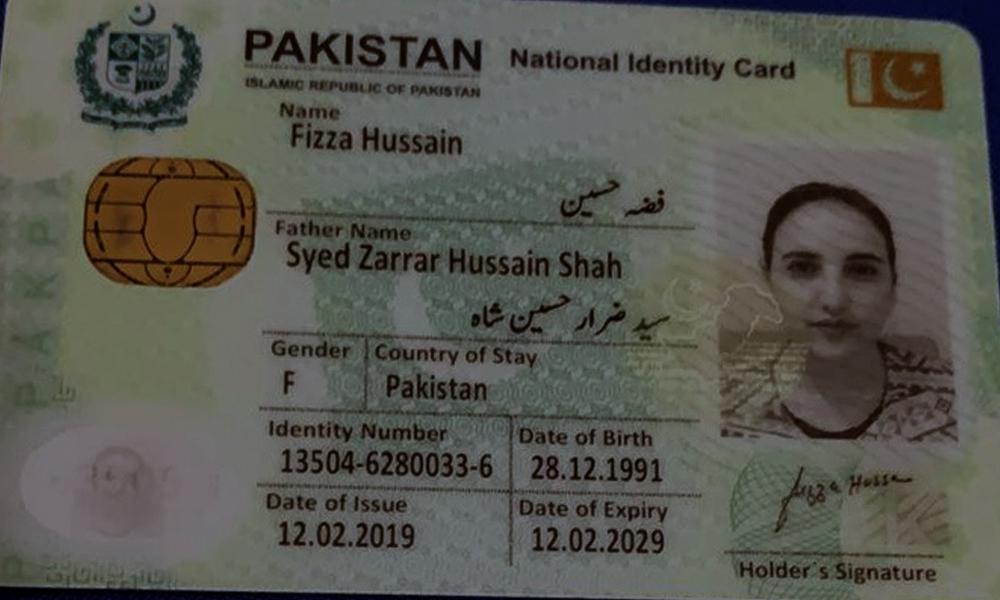 PAKISTAN National Identity Card
ISLAMIC REPUBLIC OF PAKISTAN
Name
Fizza Hussain
فضہ حسین
Father Name
Syed Zarrar Hussain Shah
سید ضرار حسین شاہ
Gender Country of Stay
F Pakistan
Identity Number Date of Birth
13504-6280033-6 28.12.1991
Date of Issue Date of Expiry
12.02.2019 12.02.2029
Fizza Hussa
Holder's Signature